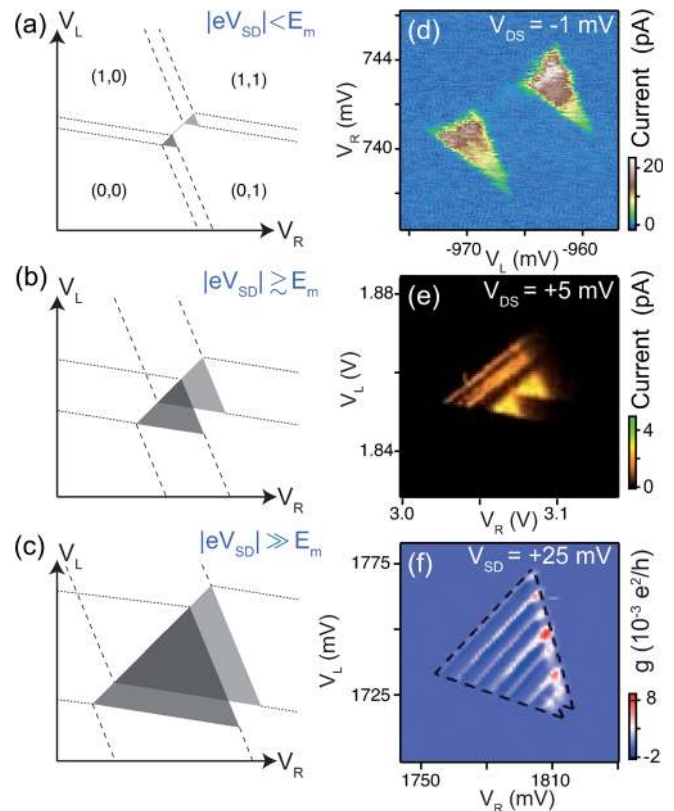 (a)
V_L
|eV_SD|<E_m
(1,0)
(1,1)
(0,0)
(0,1)
V_R
(b)
V_L
|eV_SD| ≳ E_m
V_R
(c)
V_L
|eV_SD| ≫ E_m
V_R
(d)
V_DS = -1 mV
744
740
V_R (mV)
-970
-960
V_L (mV)
Current (pA)
20
0
(e)
V_DS = +5 mV
1.88
1.84
V_L (V)
3.0
3.1
V_R (V)
Current (pA)
4
0
(f)
V_SD = +25 mV
1775
1725
V_L (mV)
1750
1810
V_R (mV)
g (10⁻³ e²/h)
8
-2